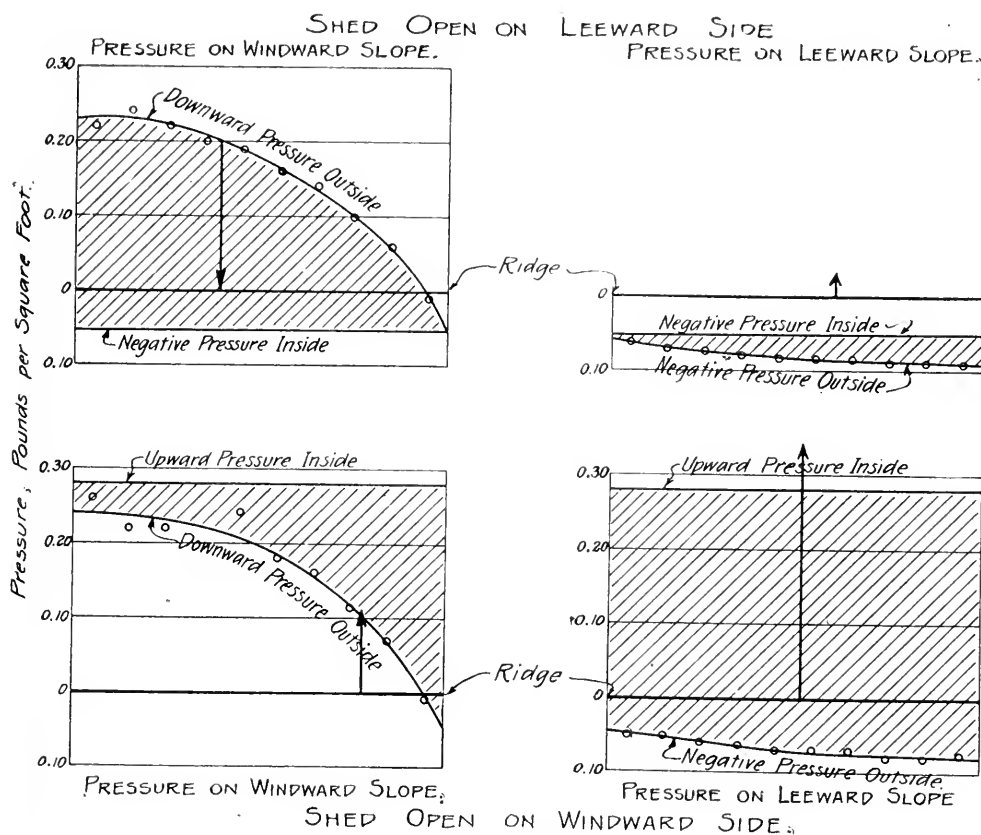 SHED OPEN ON LEEWARD SIDE
PRESSURE ON WINDWARD SLOPE.
PRESSURE ON LEEWARD SLOPE.
Pressure, Pounds per Square Foot.
0.30
0.20
0.10
0
0.10
Downward Pressure Outside
Negative Pressure Inside
Ridge
0
0.10
Negative Pressure Inside
Negative Pressure Outside
0.30
0.20
0.10
0
0.10
Upward Pressure Inside
Downward Pressure Outside
Ridge
0.30
0.20
0.10
0
0.10
Upward Pressure Inside
Negative Pressure Outside.
PRESSURE ON WINDWARD SLOPE.
PRESSURE ON LEEWARD SLOPE
SHED OPEN ON WINDWARD SIDE.